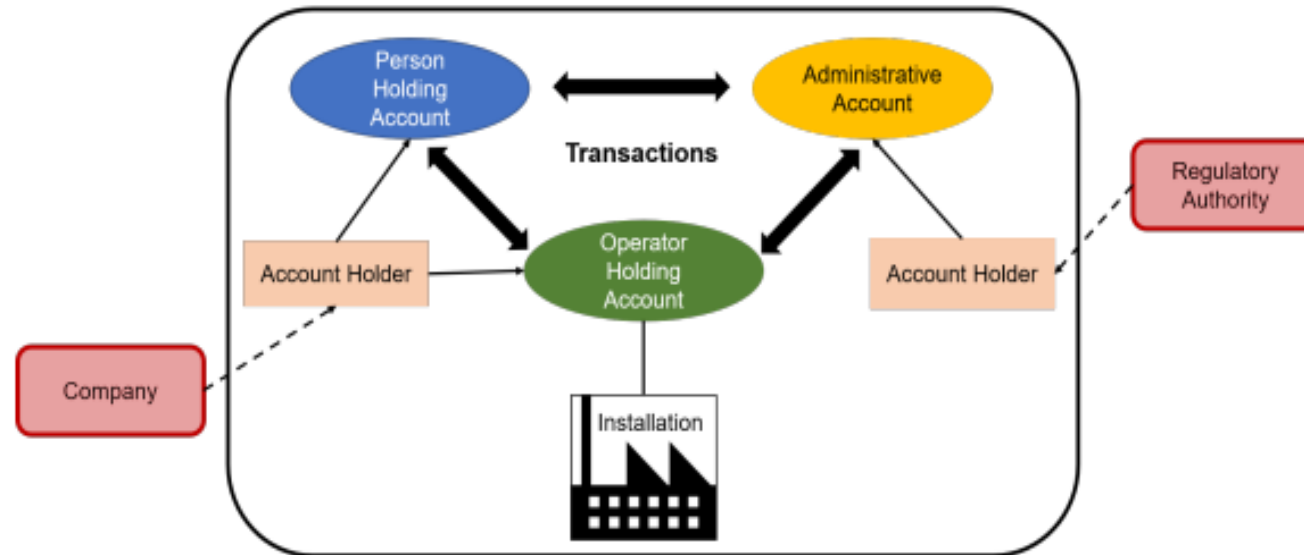 Person
Holding
Account
Administrative
Account
Transactions
Regulatory
Authority
Operator
Holding
Account
Account Holder
Account Holder
Company
Installation